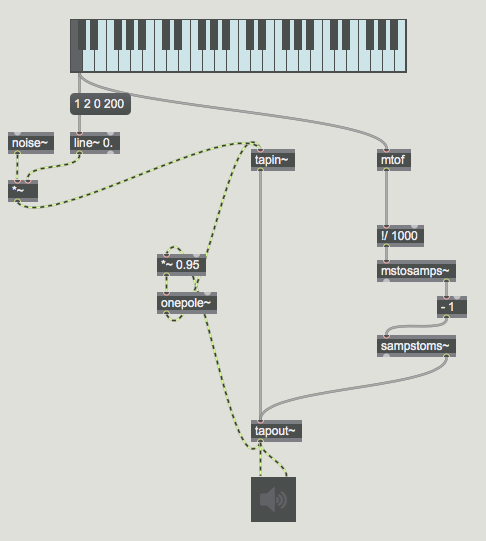 1 2 0 200
noise~
line~ 0.
*~
tapin~
mtof
!/ 1000
*~ 0.95
mstosamps~
onepole~
- 1
sampstoms~
tapout~